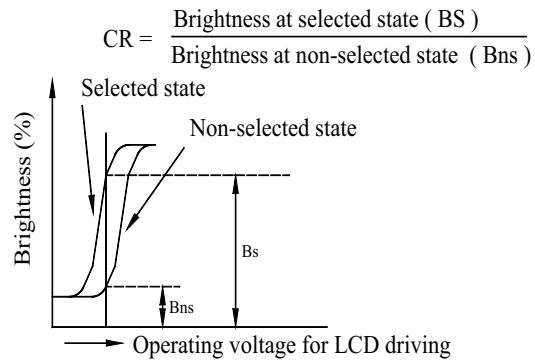 CR = Brightness at selected state ( BS )
Brightness at non-selected state ( Bns )
Selected state
Non-selected state
Brightness (%)
Bs
Bns
Operating voltage for LCD driving